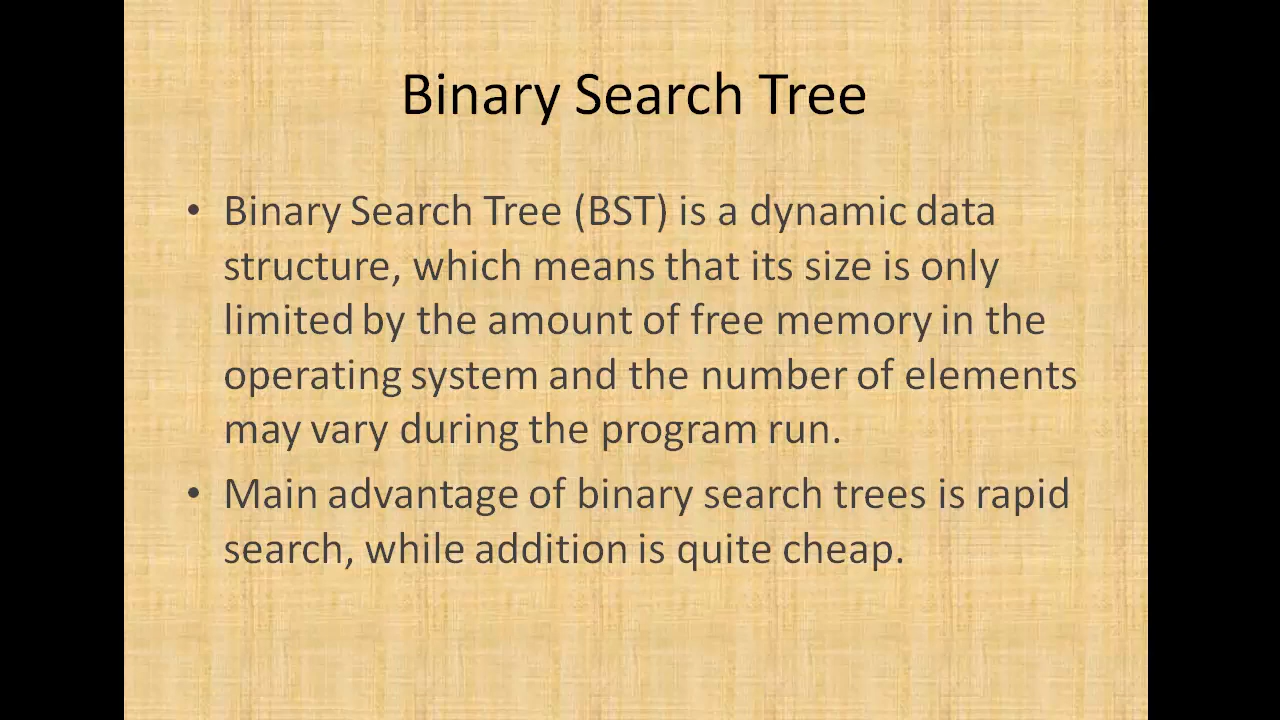 Binary Search Tree
• Binary Search Tree (BST) is a dynamic data
structure, which means that its size is only
limited by the amount of free memory in the
operating system and the number of elements
may vary during the program run.
• Main advantage of binary search trees is rapid
search, while addition is quite cheap.